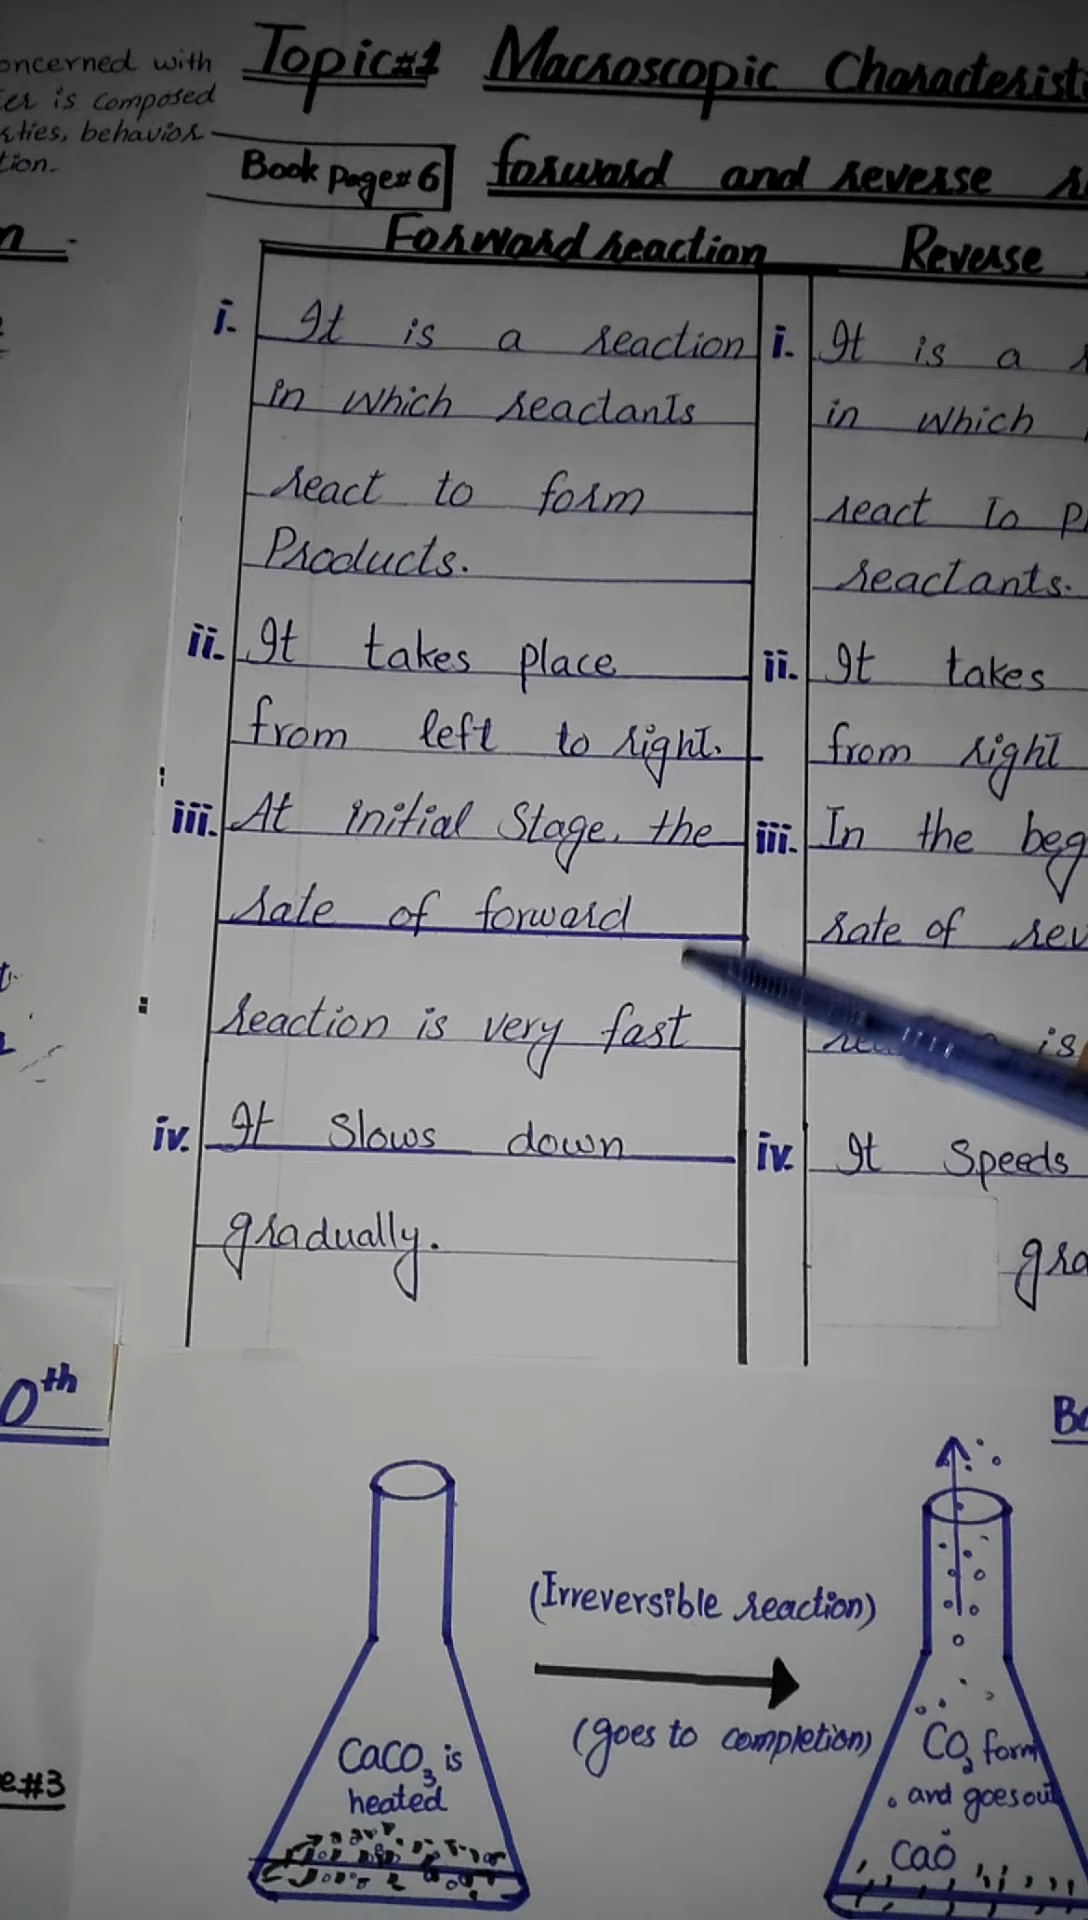 oncerned with
er is composed
ties, behavior
tion.
Topic#1 Macroscopic Characteristi
Book page#6
forward and reverse
Forward reaction
i. It is a reaction
in which reactants
react to form
Products.
ii. It takes place
from left to right.
iii. At initial Stage, the
rate of forward
reaction is very fast
iv. It Slows down
gradually.
Reverse
i. It is a
in which
react to P
reactants.
ii. It takes
from right
iii. In the beg
rate of rev
is
iv. It Speeds
gra
0th
e#3
(Irreversible reaction)
(goes to completion)
CaCO3 is
heated
CO2 form
and goes out
CaO